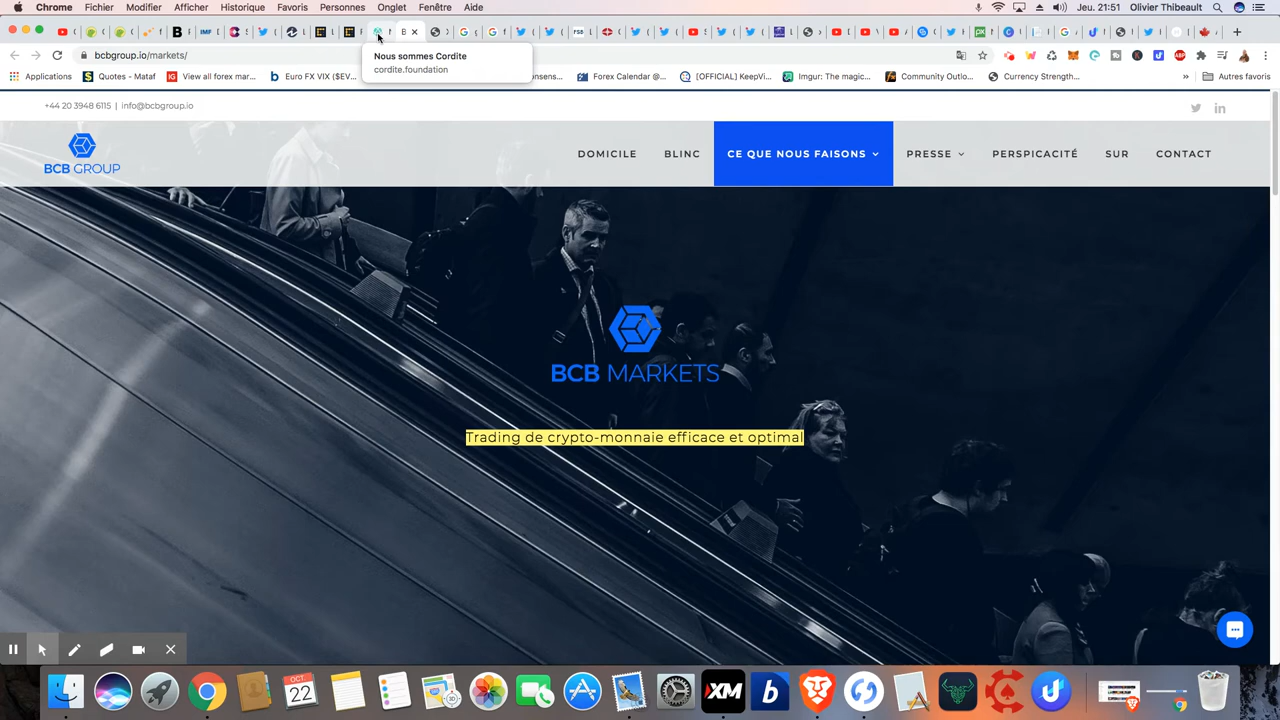 Chrome Fichier Modifier Afficher Historique Favoris Personnes Onglet Fenêtre Aide Jeu. 21:51 Olivier Thibeault
bcbgroup.io/markets/
Nous sommes Cordite
cordite.foundation
Applications Quotes - Mataf View all forex mar... Euro FX VIX ($EV... onsens... Forex Calendar @... [OFFICIAL] KeepVi... Imgur: The magic... Community Outlo... Currency Strength... » Autres favoris
+44 20 3948 6115 | info@bcbgroup.io
BCB GROUP
DOMICILE BLINC CE QUE NOUS FAISONS PRESSE PERSPICACITÉ SUR CONTACT
BCB MARKETS
Trading de crypto-monnaie efficace et optimal
OCT.
22
XM
b